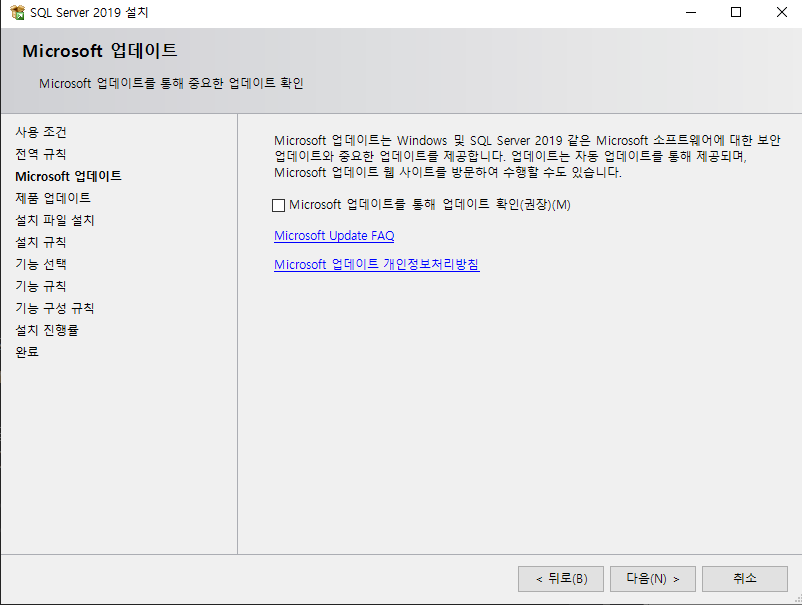 SQL Server 2019 설치
Microsoft 업데이트
Microsoft 업데이트를 통해 중요한 업데이트 확인
사용 조건
전역 규칙
Microsoft 업데이트
제품 업데이트
설치 파일 설치
설치 규칙
기능 선택
기능 규칙
기능 구성 규칙
설치 진행률
완료
Microsoft 업데이트는 Windows 및 SQL Server 2019 같은 Microsoft 소프트웨어에 대한 보안
업데이트와 중요한 업데이트를 제공합니다. 업데이트는 자동 업데이트를 통해 제공되며,
Microsoft 업데이트 웹 사이트를 방문하여 수행할 수도 있습니다.
Microsoft 업데이트를 통해 업데이트 확인(권장)(M)
Microsoft Update FAQ
Microsoft 업데이트 개인정보처리방침
< 뒤로(B)
다음(N) >
취소